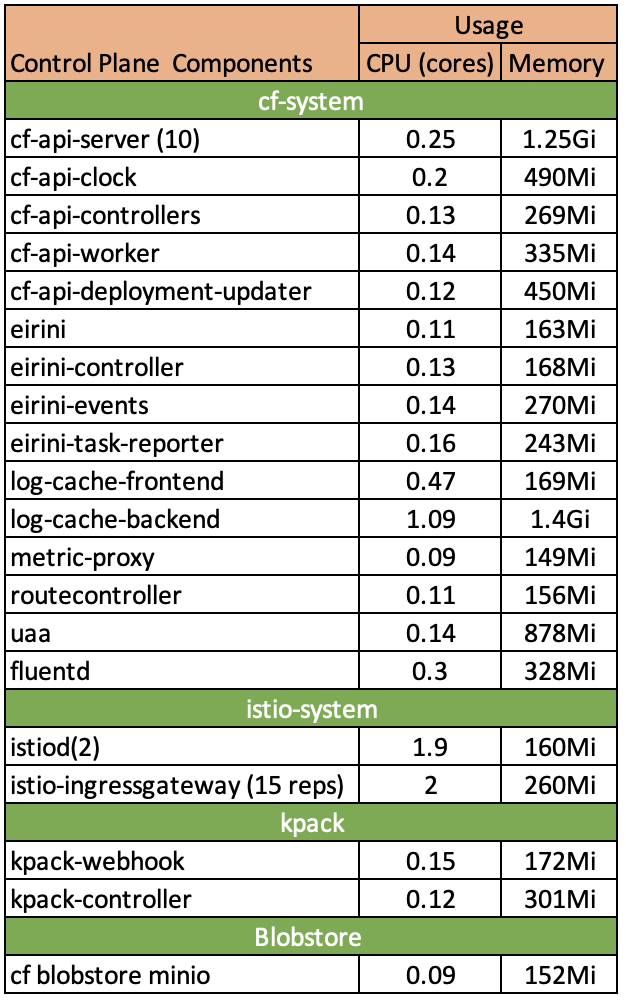 Usage
Control Plane Components CPU (cores) Memory
cf-system
cf-api-server (10) 0.25 1.25Gi
cf-api-clock 0.2 490Mi
cf-api-controllers 0.13 269Mi
cf-api-worker 0.14 335Mi
cf-api-deployment-updater 0.12 450Mi
eirini 0.11 163Mi
eirini-controller 0.13 168Mi
eirini-events 0.14 270Mi
eirini-task-reporter 0.16 243Mi
log-cache-frontend 0.47 169Mi
log-cache-backend 1.09 1.4Gi
metric-proxy 0.09 149Mi
routecontroller 0.11 156Mi
uaa 0.14 878Mi
fluentd 0.3 328Mi
istio-system
istiod(2) 1.9 160Mi
istio-ingressgateway (15 reps) 2 260Mi
kpack
kpack-webhook 0.15 172Mi
kpack-controller 0.12 301Mi
Blobstore
cf blobstore minio 0.09 152Mi